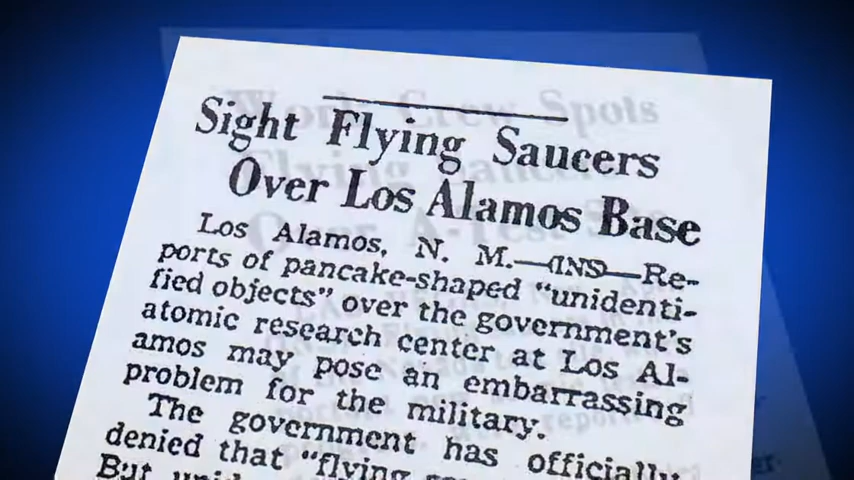 Sight Flying Saucers
Over Los Alamos Base
Los Alamos, N. M.—(INS)—Re-
ports of pancake-shaped "unidenti-
fied objects" over the government's
atomic research center at Los Al-
amos may pose an embarrassing
problem for the military.
The government has officially
denied that "flying
But